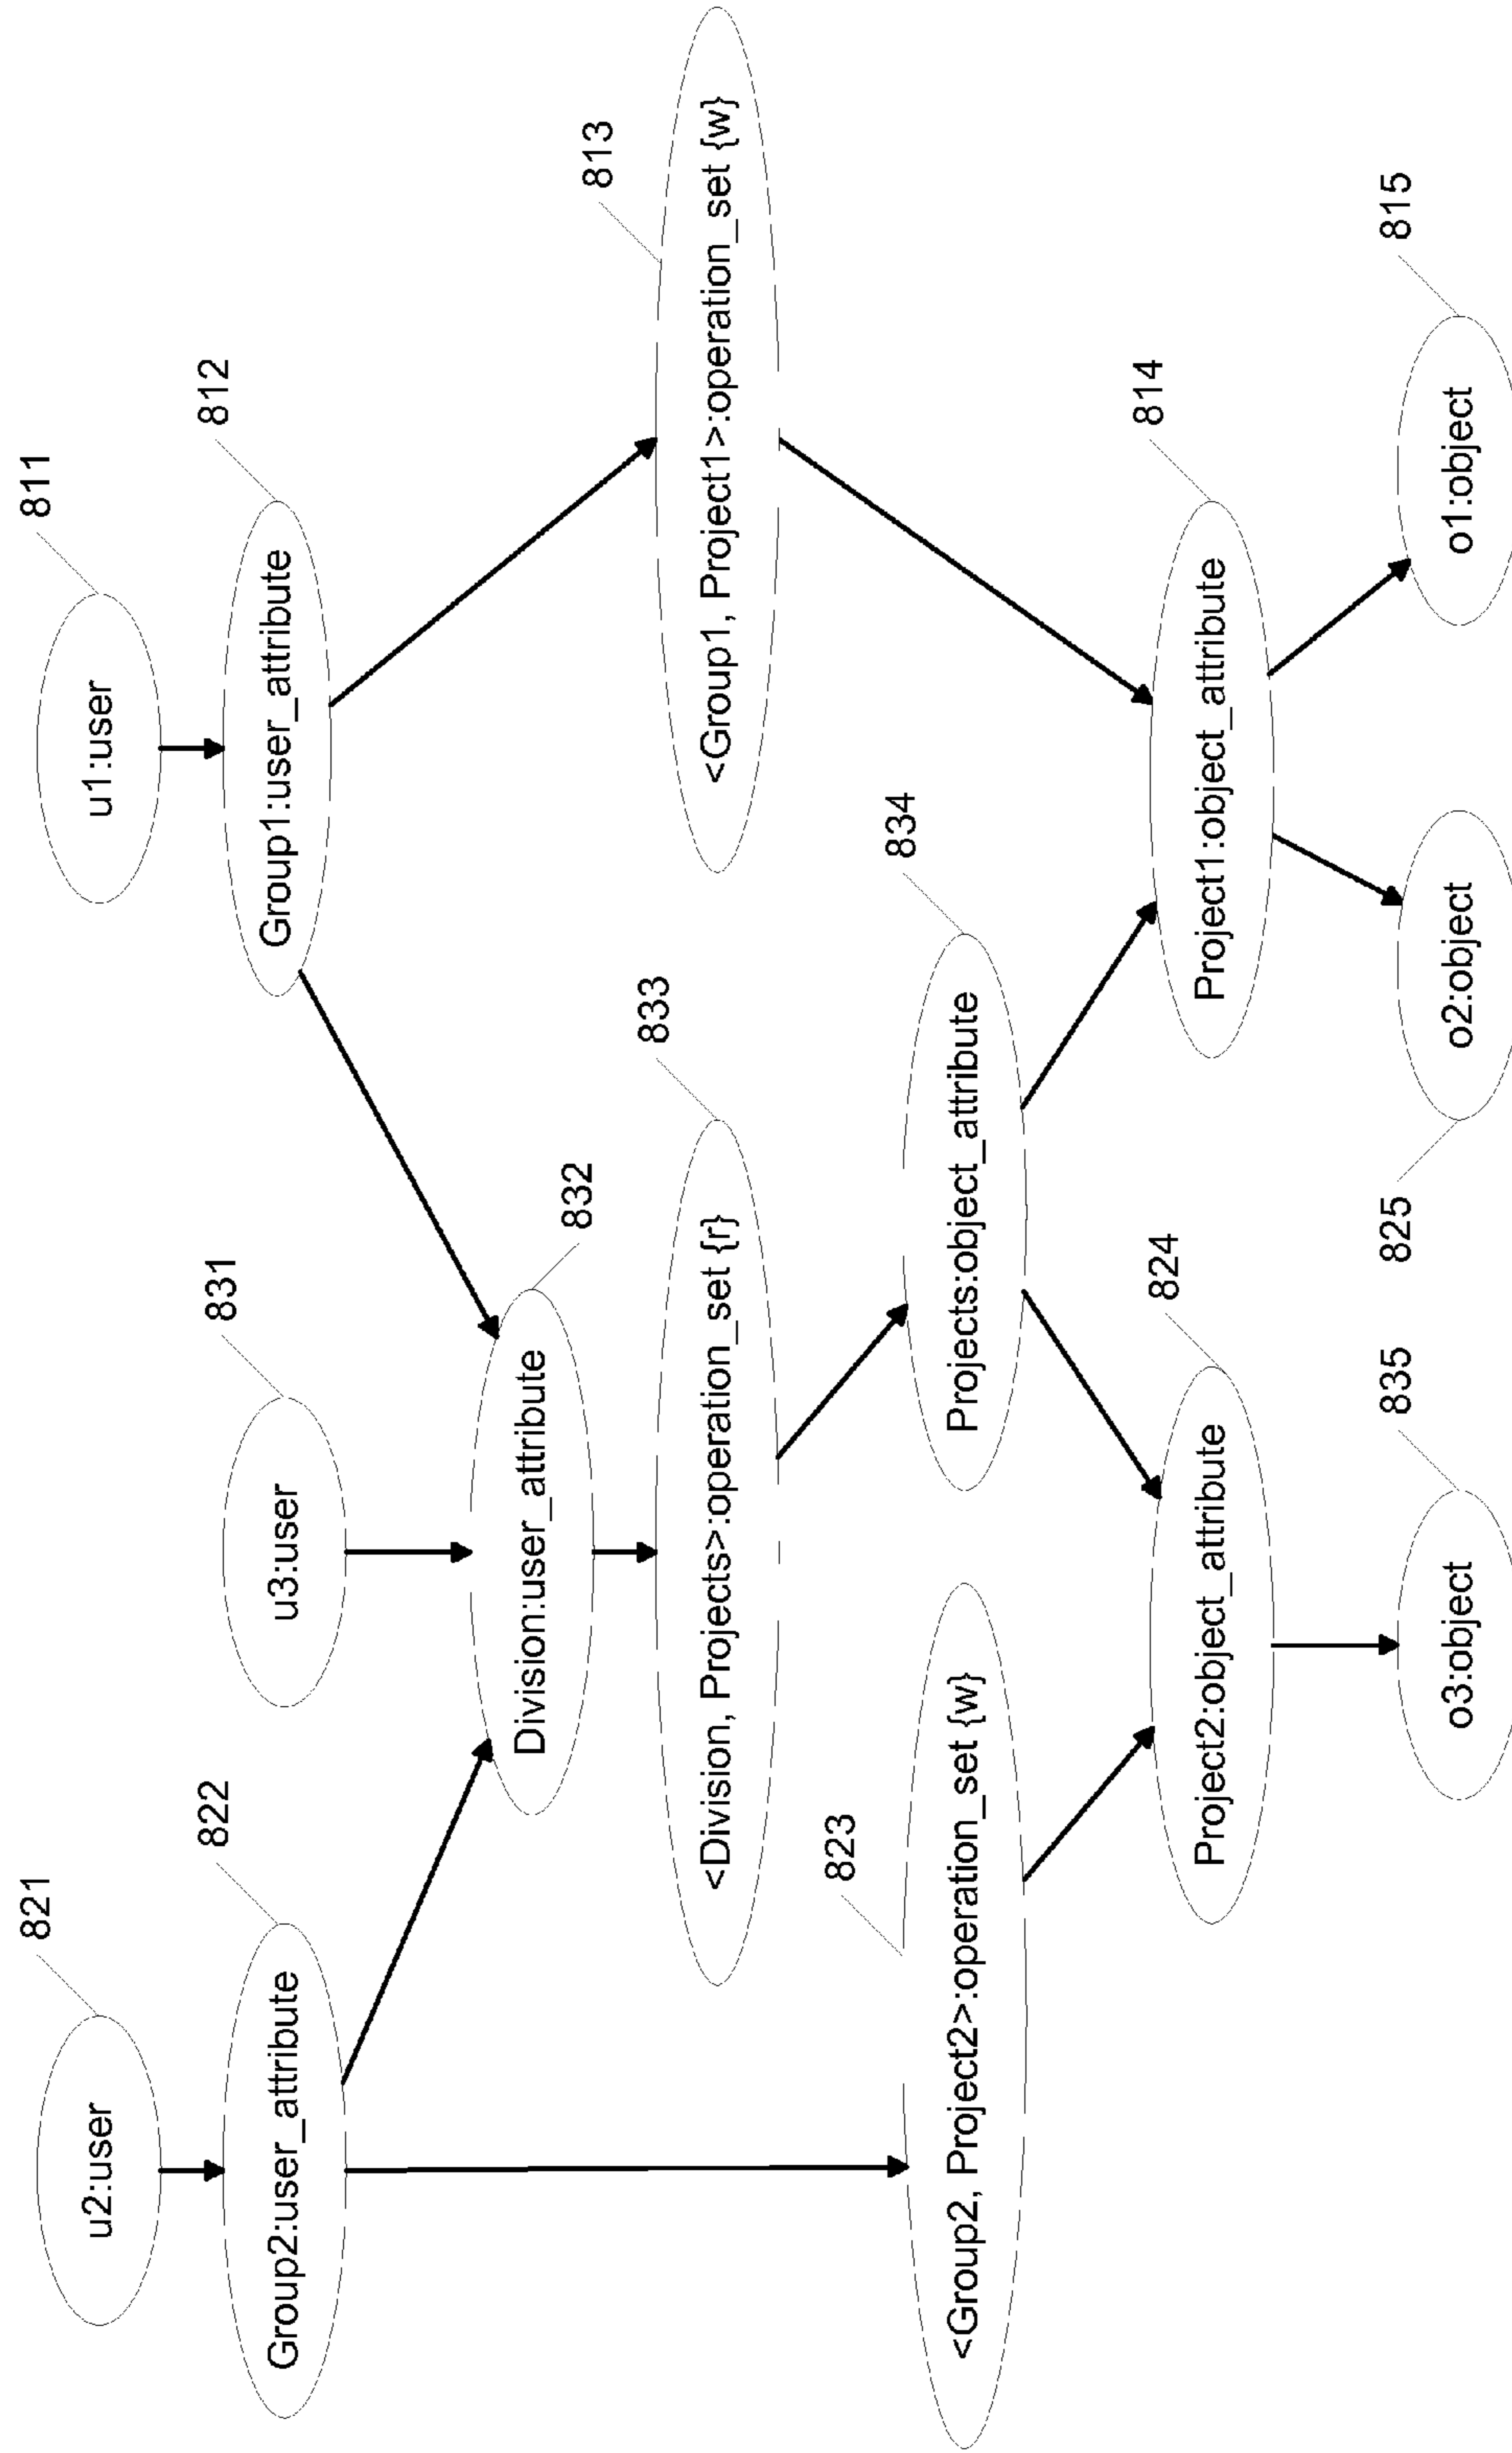 821
u2:user
811
u1:user
822
Group2:user_attribute
831
u3:user
812
Group1:user_attribute
832
Division:user_attribute
833
<Division, Projects>:operation_set {r}
813
<Group1, Project1>:operation_set {w}
823
<Group2, Project2>:operation_set {w}
834
Projects:object_attribute
824
Project2:object_attribute
814
Project1:object_attribute
835
o3:object
825
o2:object
815
o1:object